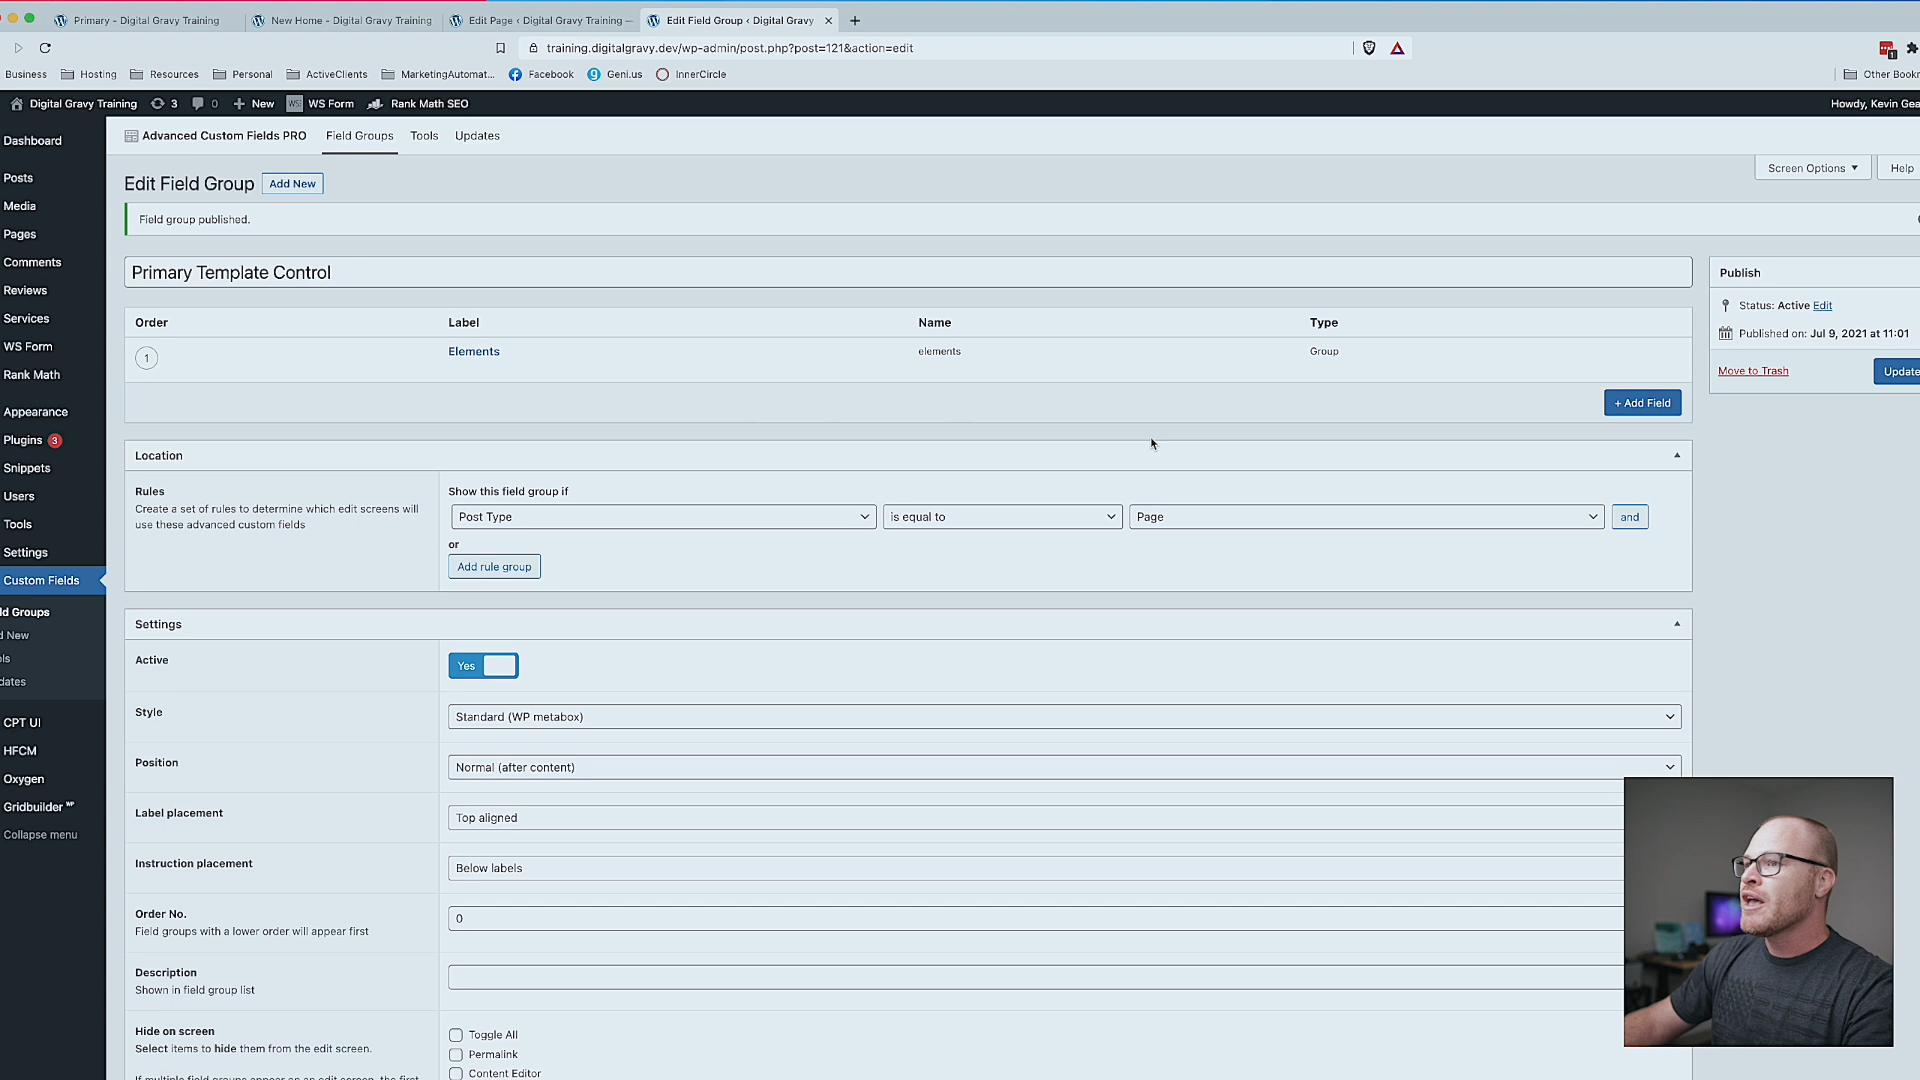 Primary - Digital Gravy Training
New Home - Digital Gravy Training
Edit Page ‹ Digital Gravy Training —
Edit Field Group ‹ Digital Gravy
training.digitalgravy.dev/wp-admin/post.php?post=121&action=edit
Business Hosting Resources Personal ActiveClients MarketingAutomat... Facebook Geni.us InnerCircle
Digital Gravy Training 3 0 + New WS Form Rank Math SEO
Howdy, Kevin Gea
Dashboard
Posts
Media
Pages
Comments
Reviews
Services
WS Form
Rank Math
Appearance
Plugins 3
Snippets
Users
Tools
Settings
Custom Fields
ld Groups
d New
ols
dates
CPT UI
HFCM
Oxygen
Gridbuilder WP
Collapse menu
Advanced Custom Fields PRO Field Groups Tools Updates
Screen Options Help
Edit Field Group Add New
Field group published.
Primary Template Control
Order Label Name Type
1 Elements elements Group
+ Add Field
Publish
Status: Active Edit
Published on: Jul 9, 2021 at 11:01
Move to Trash
Update
Location
Rules
Create a set of rules to determine which edit screens will
use these advanced custom fields
Show this field group if
Post Type is equal to Page and
or
Add rule group
Settings
Active Yes
Style Standard (WP metabox)
Position Normal (after content)
Label placement Top aligned
Instruction placement Below labels
Order No. 0
Field groups with a lower order will appear first
Description
Shown in field group list
Hide on screen
Select items to hide them from the edit screen.
Toggle All
Permalink
Content Editor